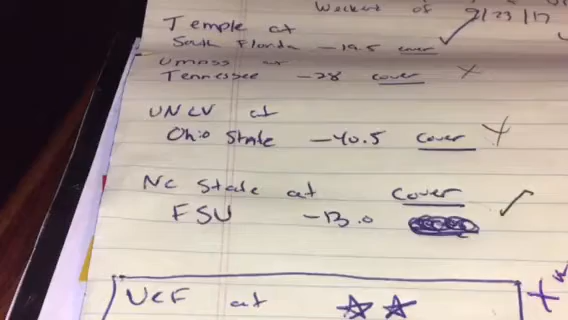 Weekend of 9/23/17
Temple at
South Florida -19.5 cover
UMASS at
Tennessee -28 cover X
UNLV at
Ohio State -40.5 cover X
NC State at cover
FSU -13.0
UCF at